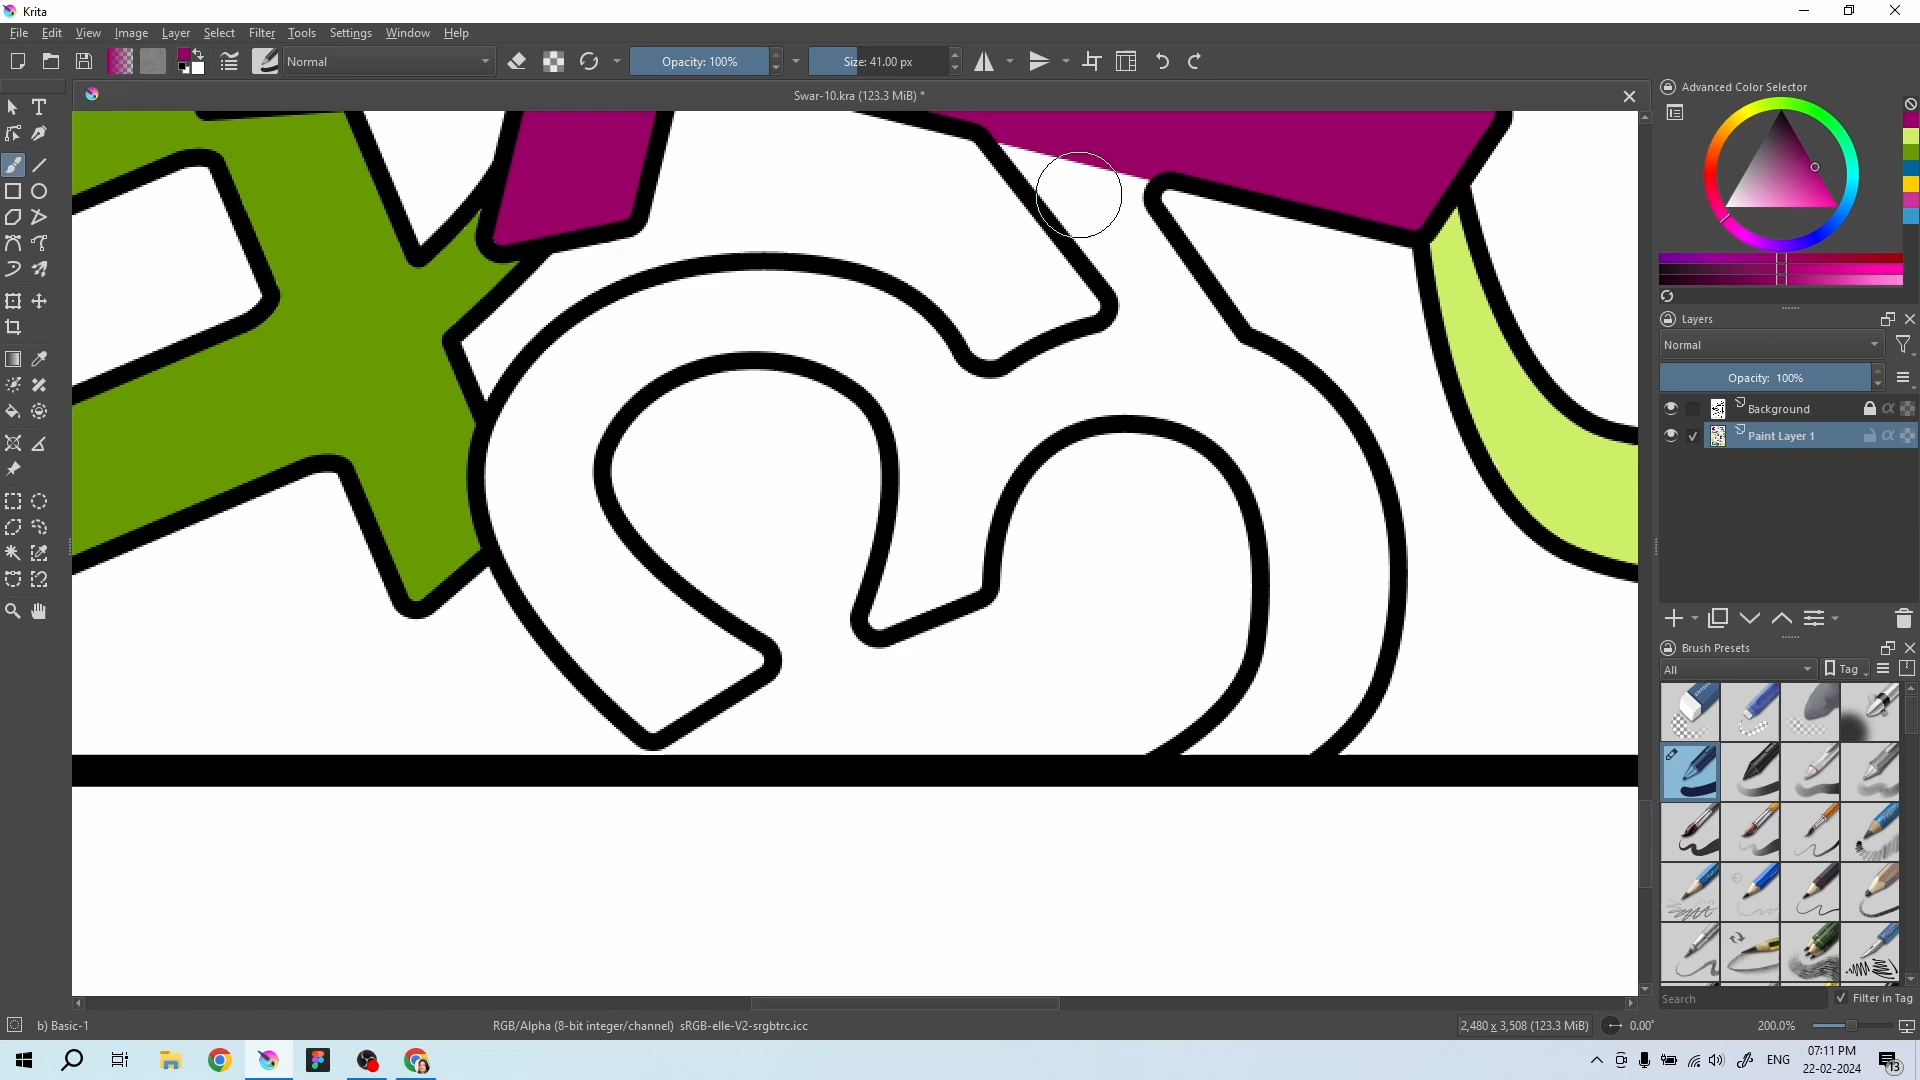 Krita
File Edit View Image Layer Select Filter Tools Settings Window Help
Normal
Opacity: 100%
Size: 41.00 px
Swar-10.kra (123.3 MiB) *
Advanced Color Selector
Layers
Normal
Opacity: 100%
Background
Paint Layer 1
Brush Presets
All
Tag
Search
Filter in Tag
b) Basic-1
RGB/Alpha (8-bit integer/channel) sRGB-elle-V2-srgbtrc.icc
2,480 x 3,508 (123.3 MiB)
0.00°
200.0%
ENG
07:11 PM
22-02-2024
13